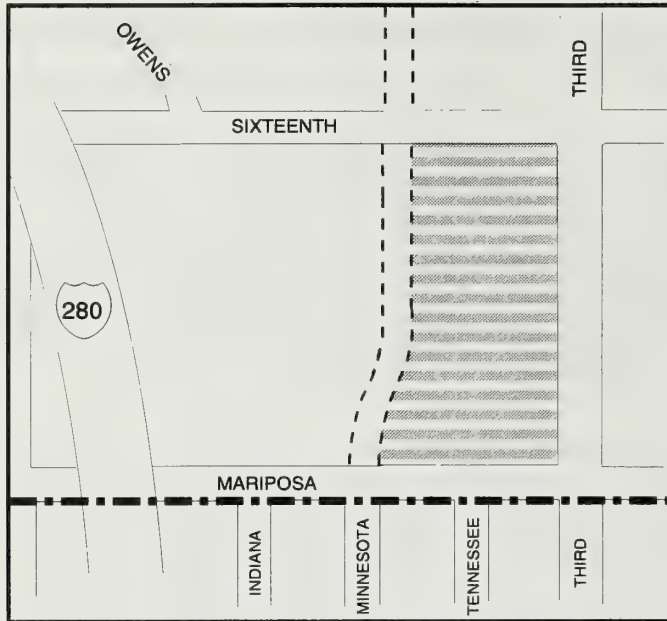 OWENS
THIRD
SIXTEENTH
280
MARIPOSA
INDIANA
MINNESOTA
TENNESSEE
THIRD